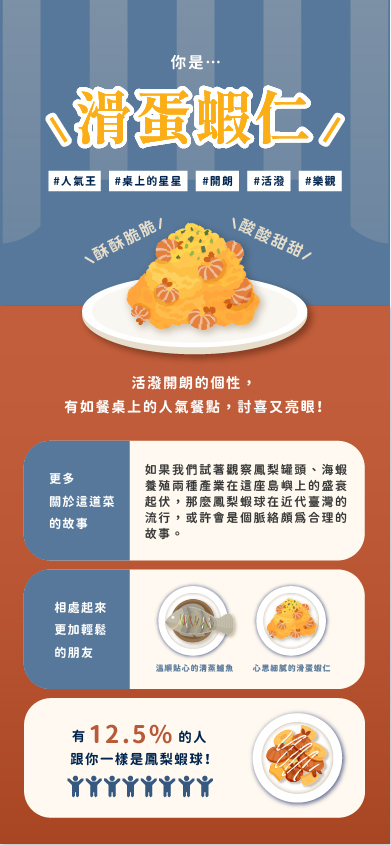 你是…
滑蛋蝦仁
#人氣王 #桌上的星星 #開朗 #活潑 #樂觀
酥酥脆脆 酸酸甜甜
活潑開朗的個性，
有如餐桌上的人氣餐點，討喜又亮眼!
更多
關於這道菜
的故事
如果我們試著觀察鳳梨罐頭、海蝦
養殖兩種產業在這座島嶼上的盛衰
起伏，那麼鳳梨蝦球在近代臺灣的
流行，或許會是個脈絡頗為合理的
故事。
相處起來
更加輕鬆
的朋友
溫順貼心的清蒸鱸魚 心思細膩的滑蛋蝦仁
有12.5%的人
跟你一樣是鳳梨蝦球!